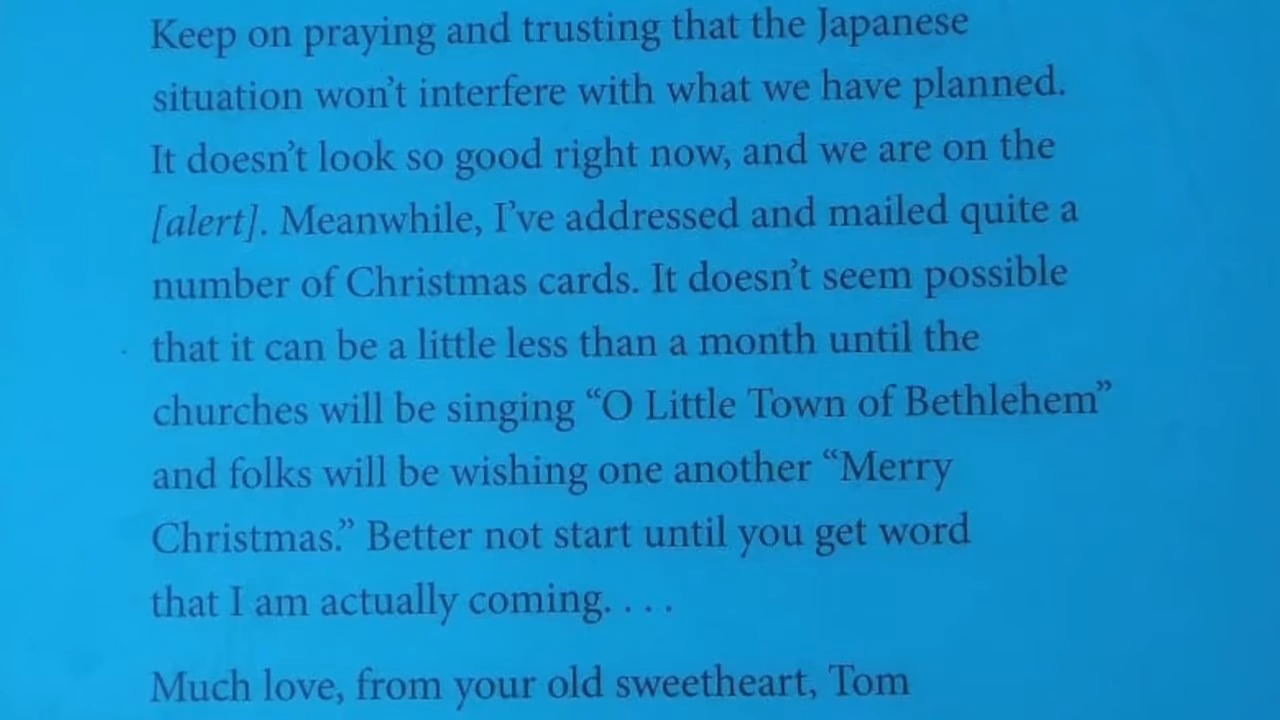 Keep on praying and trusting that the Japanese
situation won’t interfere with what we have planned.
It doesn’t look so good right now, and we are on the
[alert]. Meanwhile, I’ve addressed and mailed quite a
number of Christmas cards. It doesn’t seem possible
that it can be a little less than a month until the
churches will be singing “O Little Town of Bethlehem”
and folks will be wishing one another “Merry
Christmas.” Better not start until you get word
that I am actually coming. . . .
Much love, from your old sweetheart, Tom